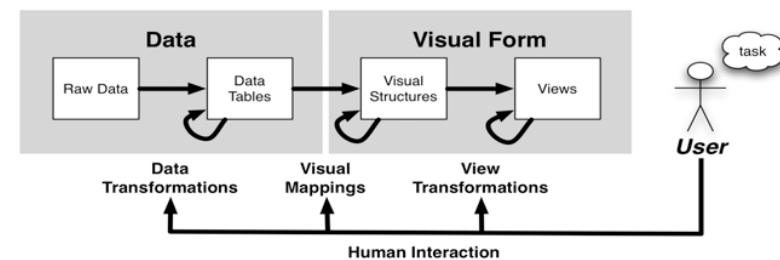 Data
Visual Form
Raw Data
Data
Tables
Visual
Structures
Views
task
User
Data
Transformations
Visual
Mappings
View
Transformations
Human Interaction